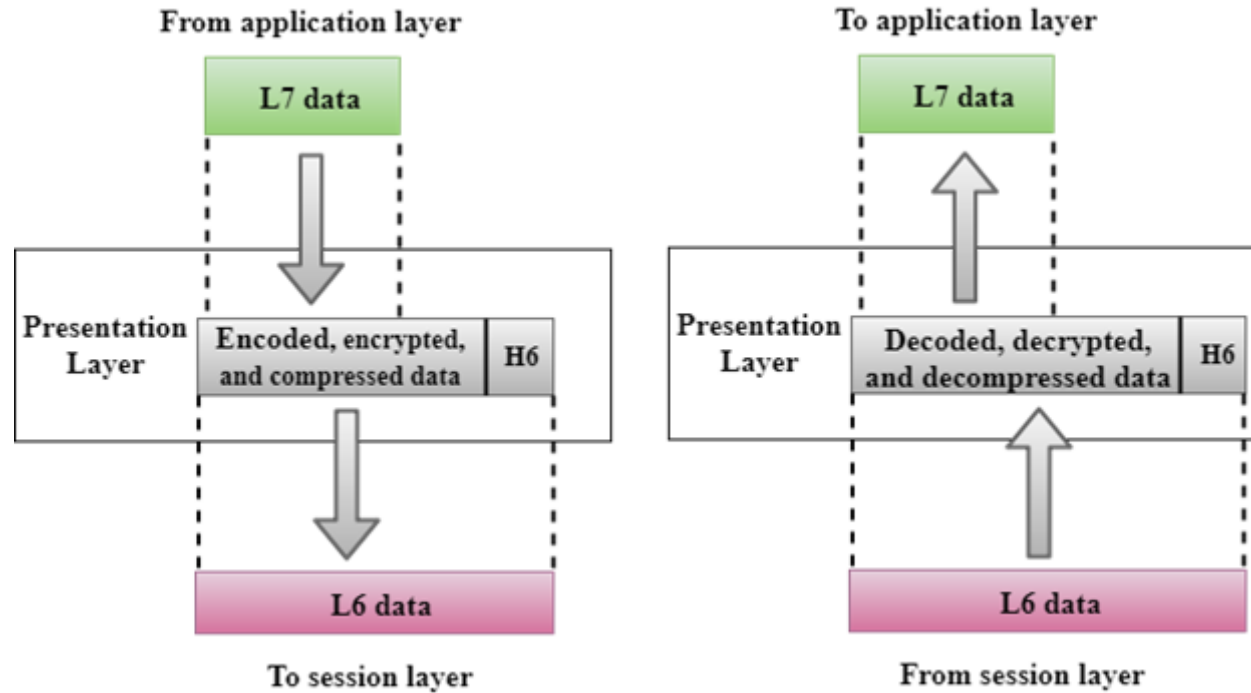 From application layer
L7 data
Presentation
Layer
Encoded, encrypted,
and compressed data
H6
L6 data
To session layer
To application layer
L7 data
Presentation
Layer
Decoded, decrypted,
and decompressed data
H6
L6 data
From session layer